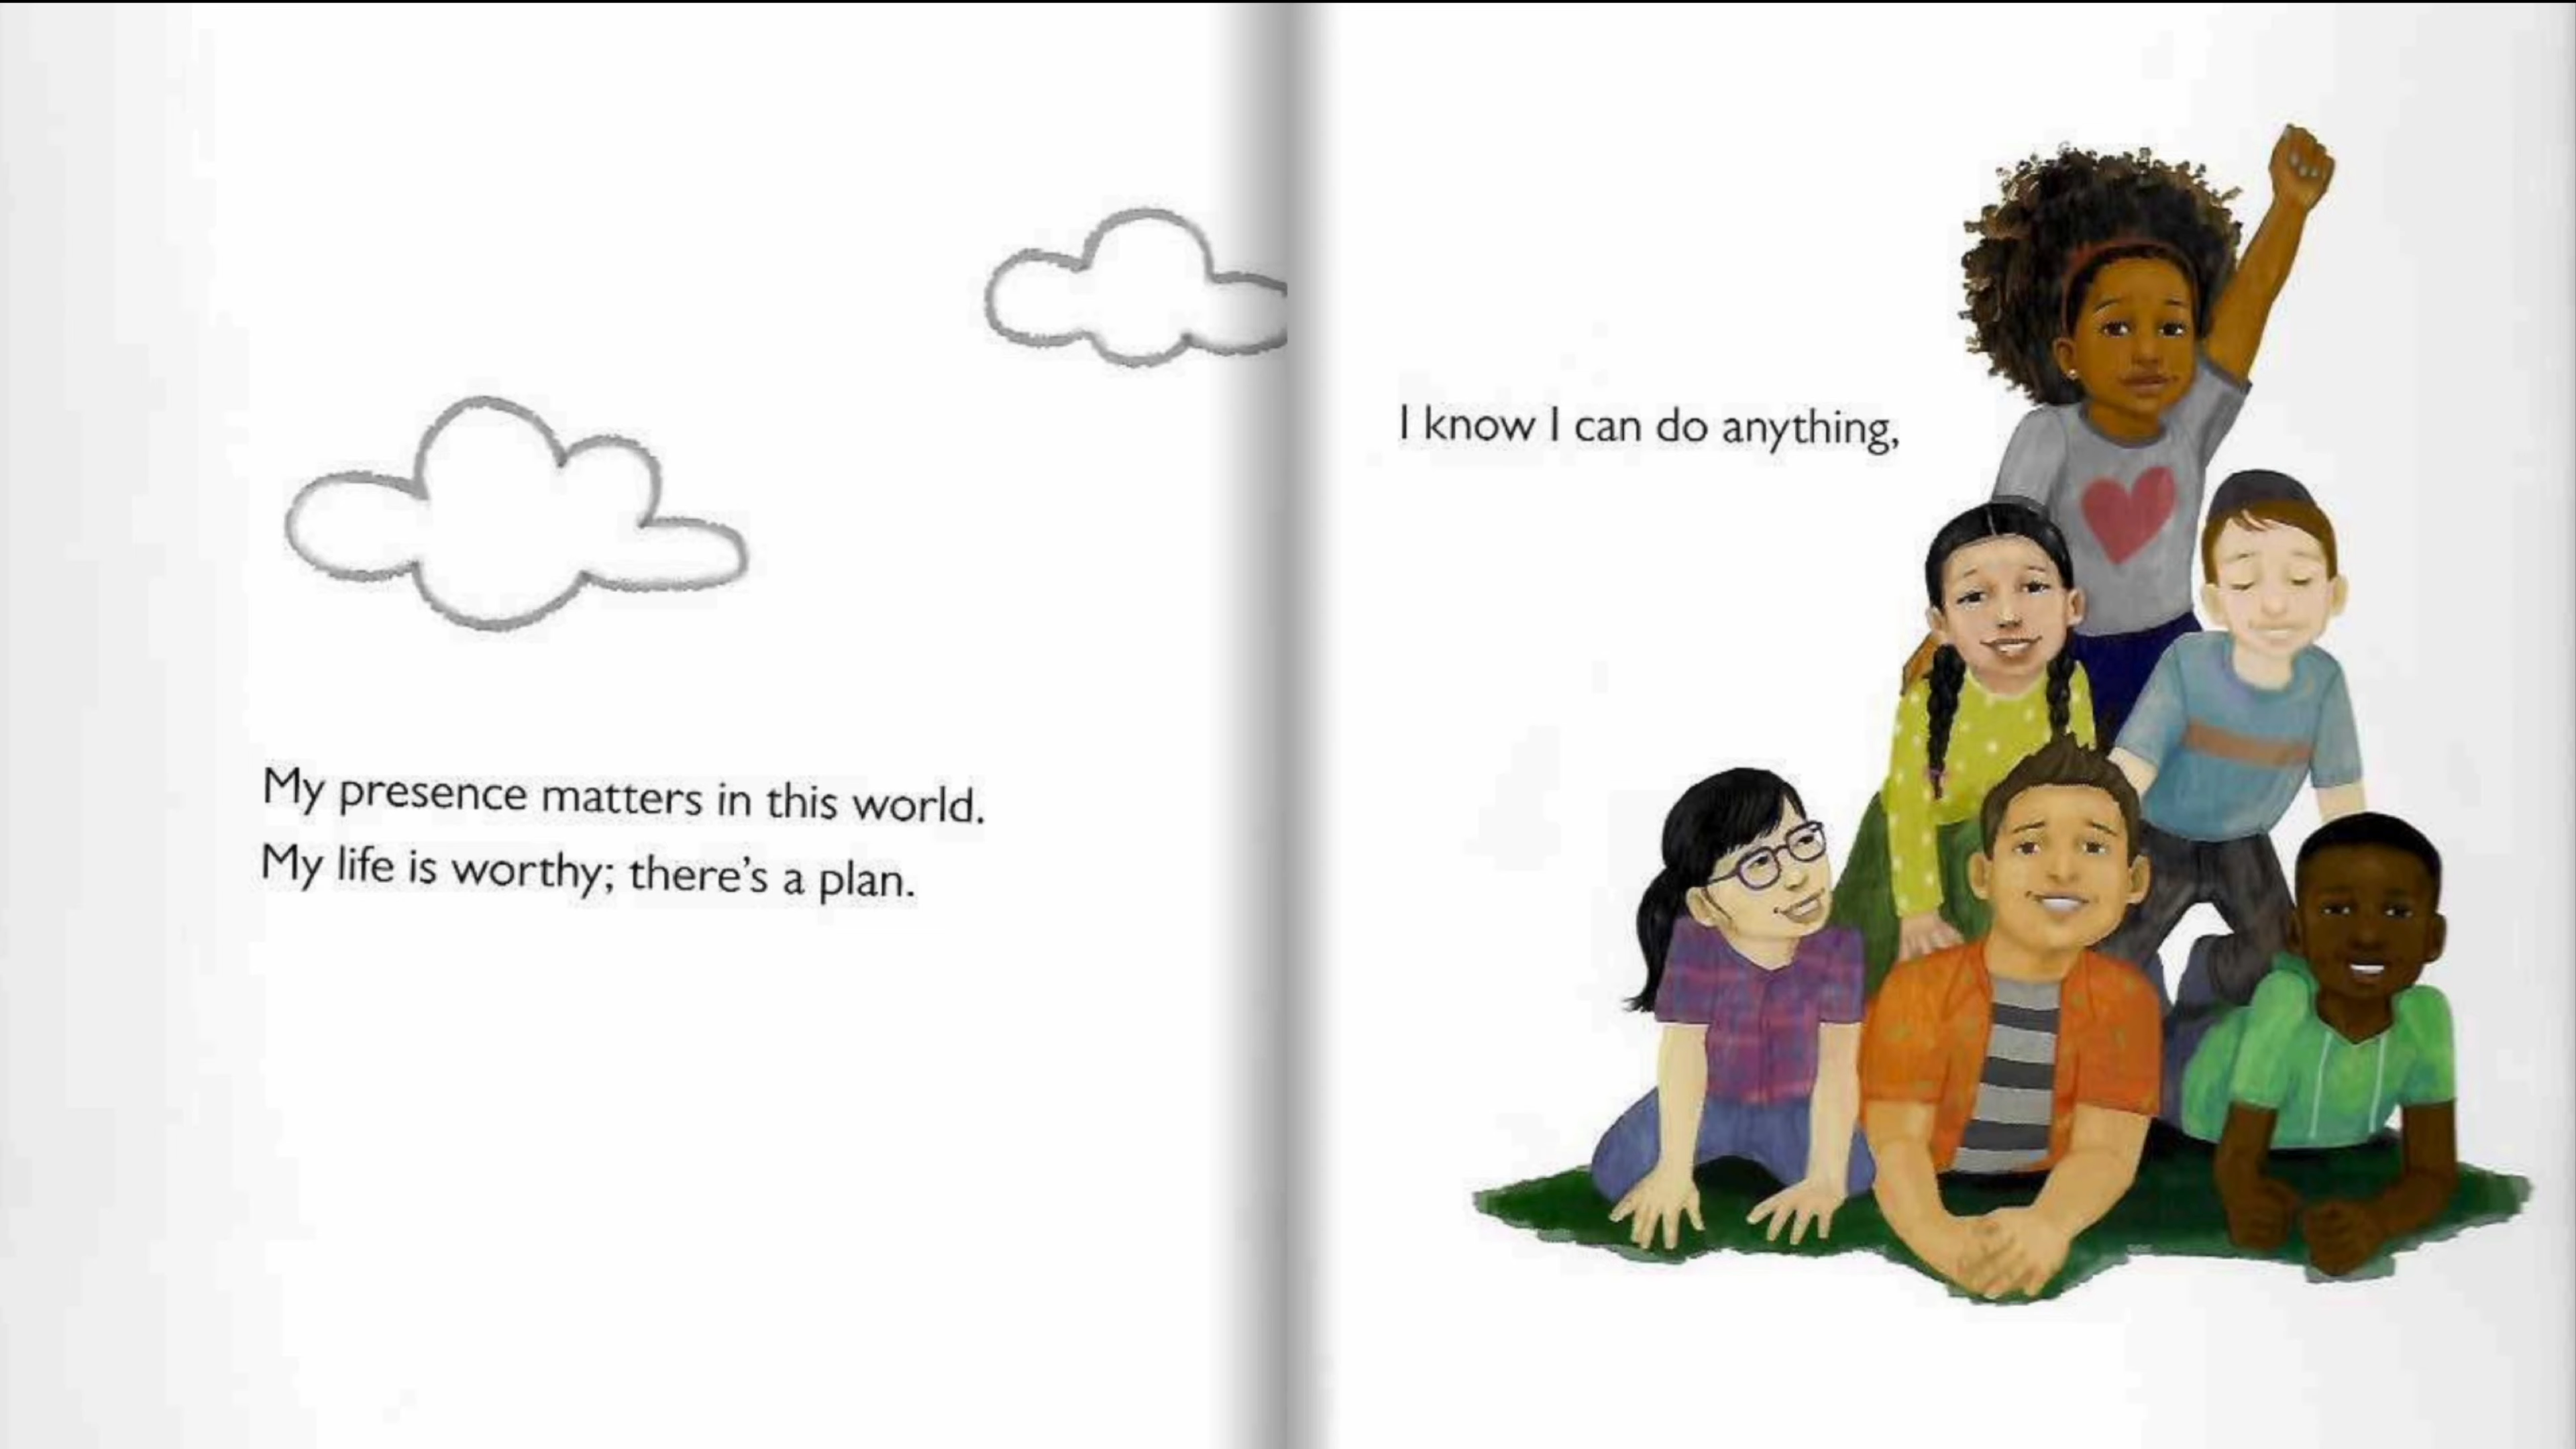 My presence matters in this world.
My life is worthy; there's a plan.
I know I can do anything,